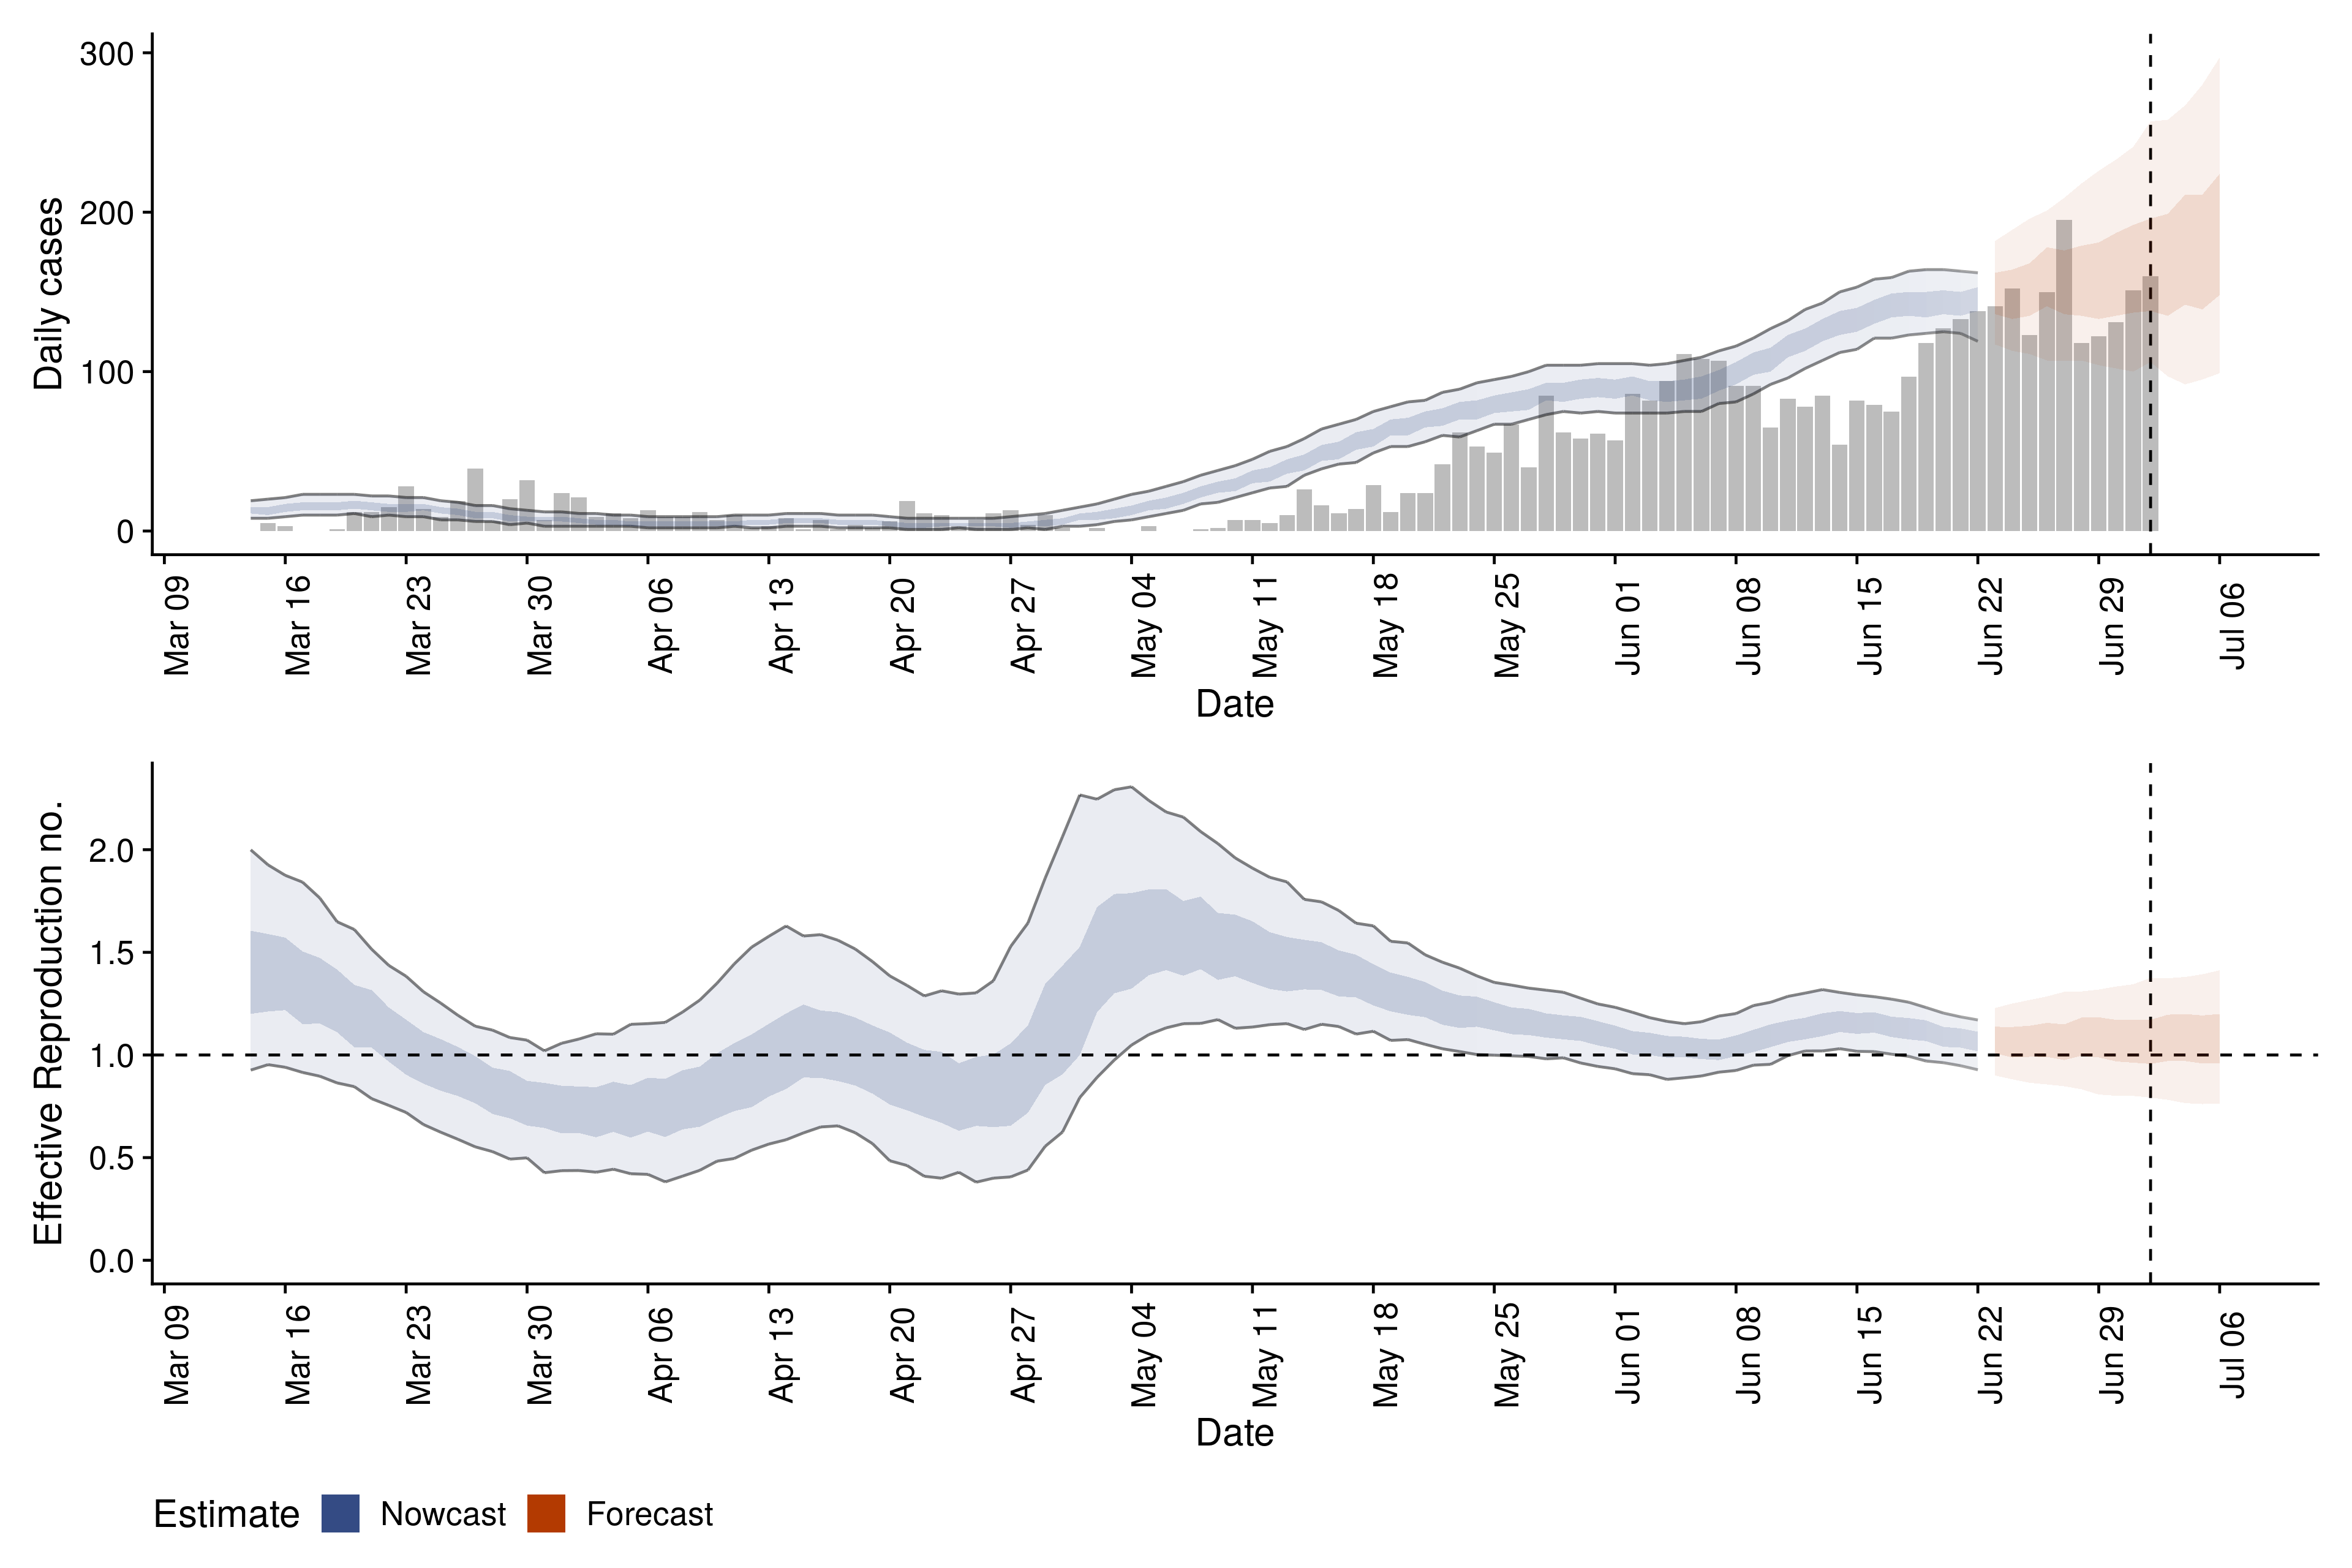 Daily cases
300
200
100
0
Mar 09
Mar 16
Mar 23
Mar 30
Apr 06
Apr 13
Apr 20
Apr 27
May 04
May 11
May 18
May 25
Jun 01
Jun 08
Jun 15
Jun 22
Jun 29
Jul 06
Date
Effective Reproduction no.
2.0
1.5
1.0
0.5
0.0
Mar 09
Mar 16
Mar 23
Mar 30
Apr 06
Apr 13
Apr 20
Apr 27
May 04
May 11
May 18
May 25
Jun 01
Jun 08
Jun 15
Jun 22
Jun 29
Jul 06
Date
Estimate Nowcast Forecast